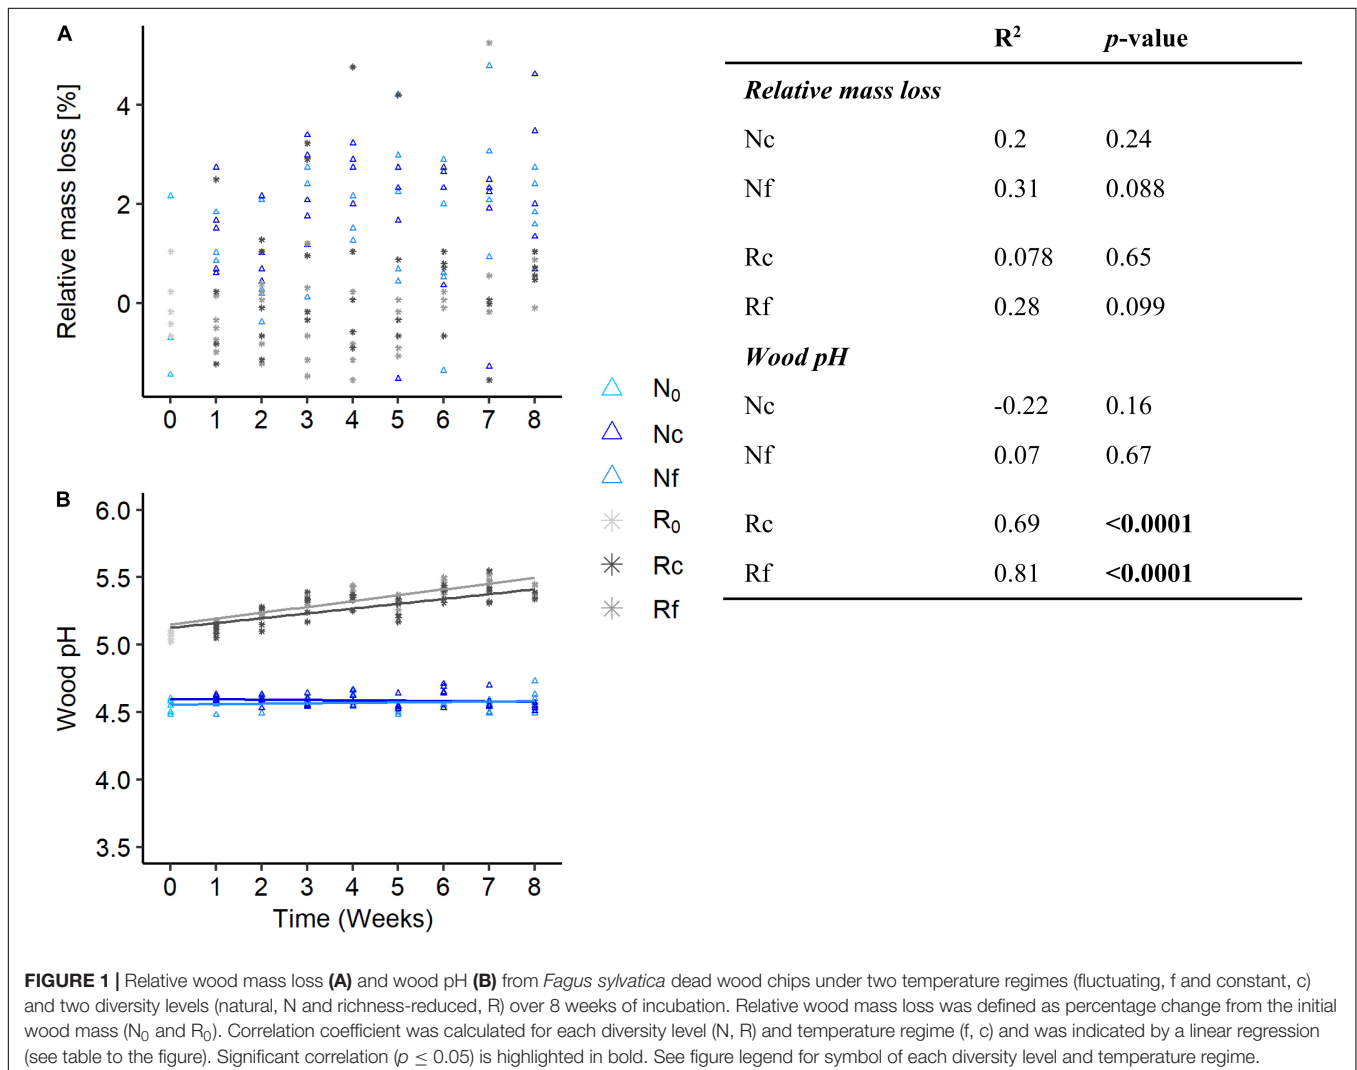 A
Relative mass loss [%]
4
2
0
0 1 2 3 4 5 6 7 8
B
Wood pH
6.0
5.5
5.0
4.5
4.0
3.5
0 1 2 3 4 5 6 7 8
Time (Weeks)
N₀
Nc
Nf
R₀
Rc
Rf
R² p-value
Relative mass loss
Nc 0.2 0.24
Nf 0.31 0.088
Rc 0.078 0.65
Rf 0.28 0.099
Wood pH
Nc -0.22 0.16
Nf 0.07 0.67
Rc 0.69 <0.0001
Rf 0.81 <0.0001
FIGURE 1 | Relative wood mass loss (A) and wood pH (B) from Fagus sylvatica dead wood chips under two temperature regimes (fluctuating, f and constant, c)
and two diversity levels (natural, N and richness-reduced, R) over 8 weeks of incubation. Relative wood mass loss was defined as percentage change from the initial
wood mass (N₀ and R₀). Correlation coefficient was calculated for each diversity level (N, R) and temperature regime (f, c) and was indicated by a linear regression
(see table to the figure). Significant correlation (p ≤ 0.05) is highlighted in bold. See figure legend for symbol of each diversity level and temperature regime.